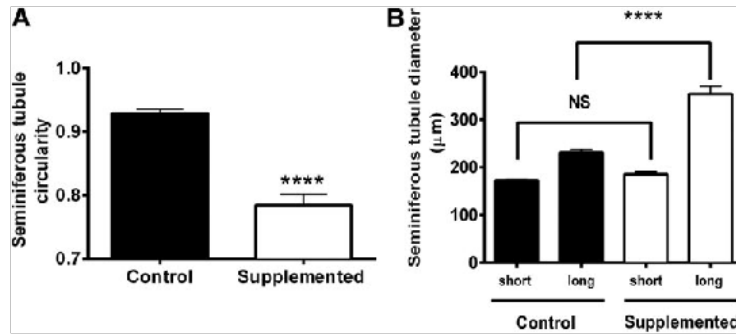 A
Seminiferous tubule
circularity
1.0
0.9
0.8
0.7
****
Control
Supplemented
B
Seminiferous tubule diameter
(μm)
400
300
200
100
0
****
NS
short
long
short
long
Control
Supplemented